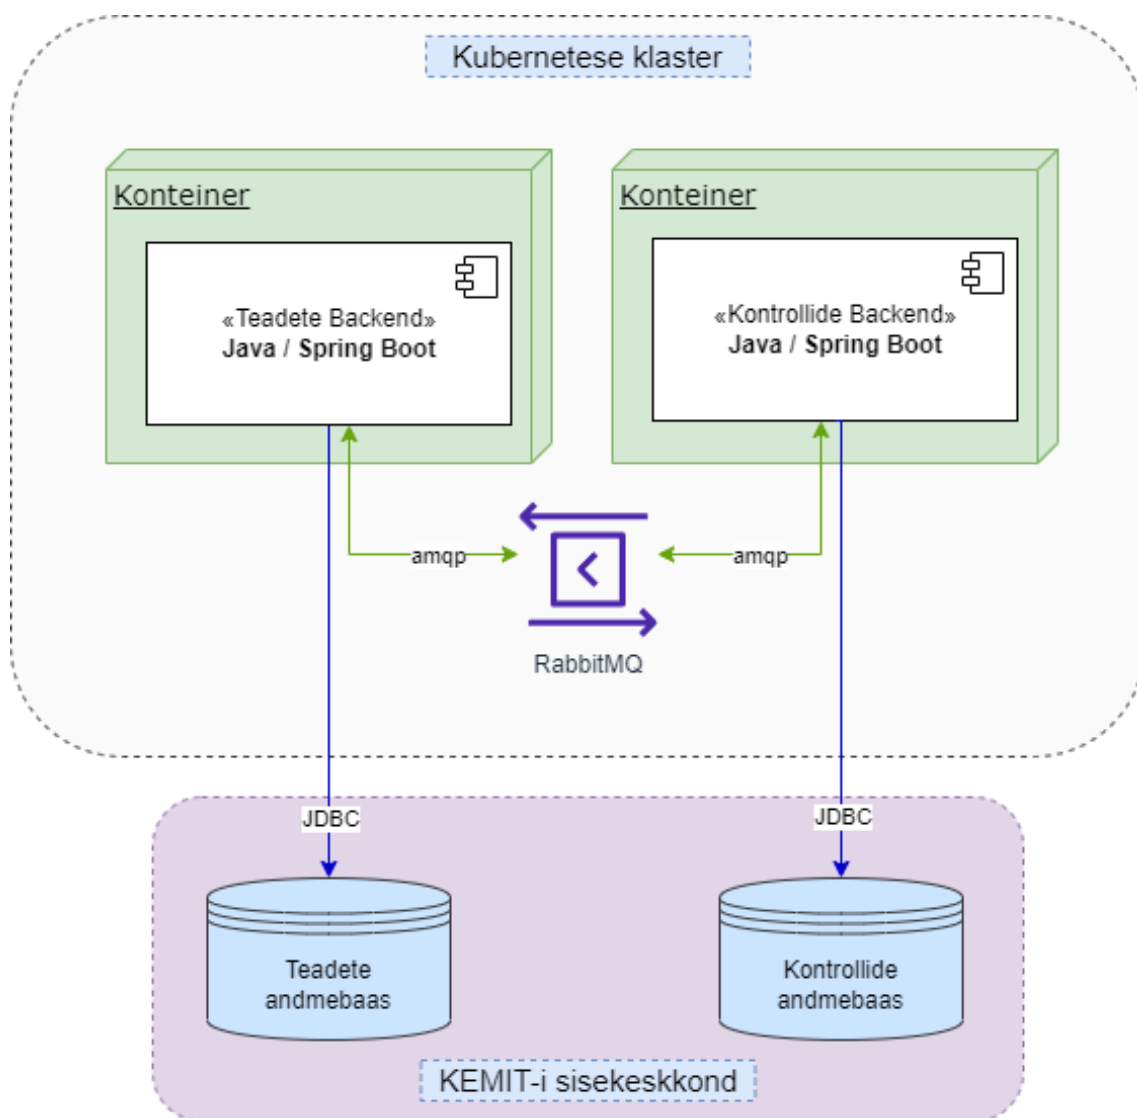 Kubernetese klaster
Konteiner
«Teadete Backend»
Java / Spring Boot
Konteiner
«Kontrollide Backend»
Java / Spring Boot
amqp
amqp
RabbitMQ
JDBC
JDBC
Teadete
andmebaas
Kontrollide
andmebaas
KEMIT-i sisekeskkond